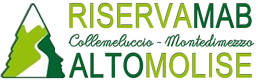 RISERVAMAB
Collemeluccio - Montedimezzo
ALTOMOLISE